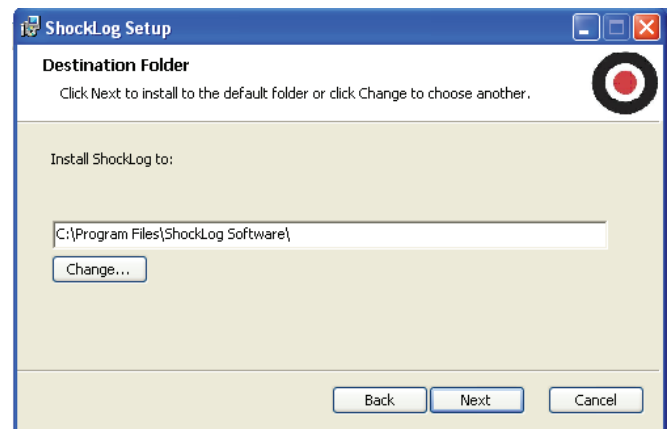 ShockLog Setup
Destination Folder
Click Next to install to the default folder or click Change to choose another.
Install ShockLog to:
C:\Program Files\ShockLog Software\
Change...
Back Next Cancel